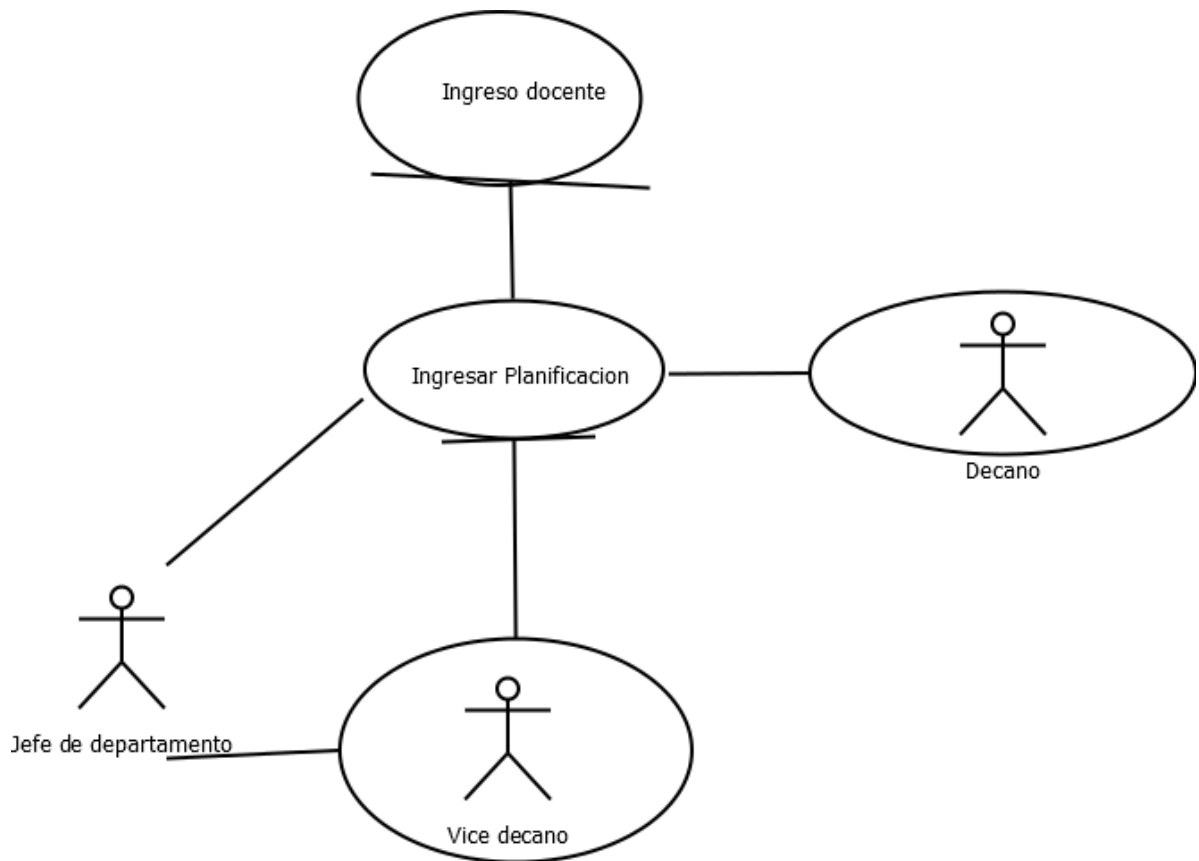 Ingreso docente
Ingresar Planificacion
Decano
Jefe de departamento
Vice decano